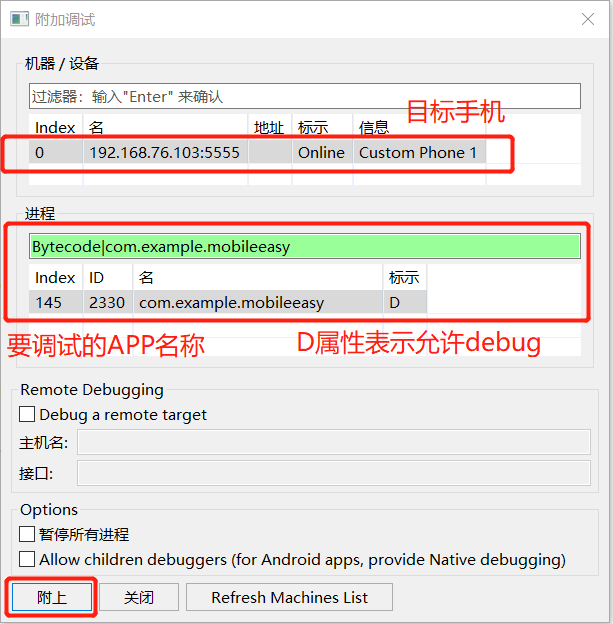 附加调试
机器 / 设备
过滤器：输入"Enter" 来确认
目标手机
Index 名 地址 标示 信息
0 192.168.76.103:5555 Online Custom Phone 1
进程
Bytecode|com.example.mobileeasy
Index ID 名 标示
145 2330 com.example.mobileeasy D
要调试的APP名称 D属性表示允许debug
Remote Debugging
Debug a remote target
主机名:
接口:
Options
暂停所有进程
Allow children debuggers (for Android apps, provide Native debugging)
附上 关闭 Refresh Machines List